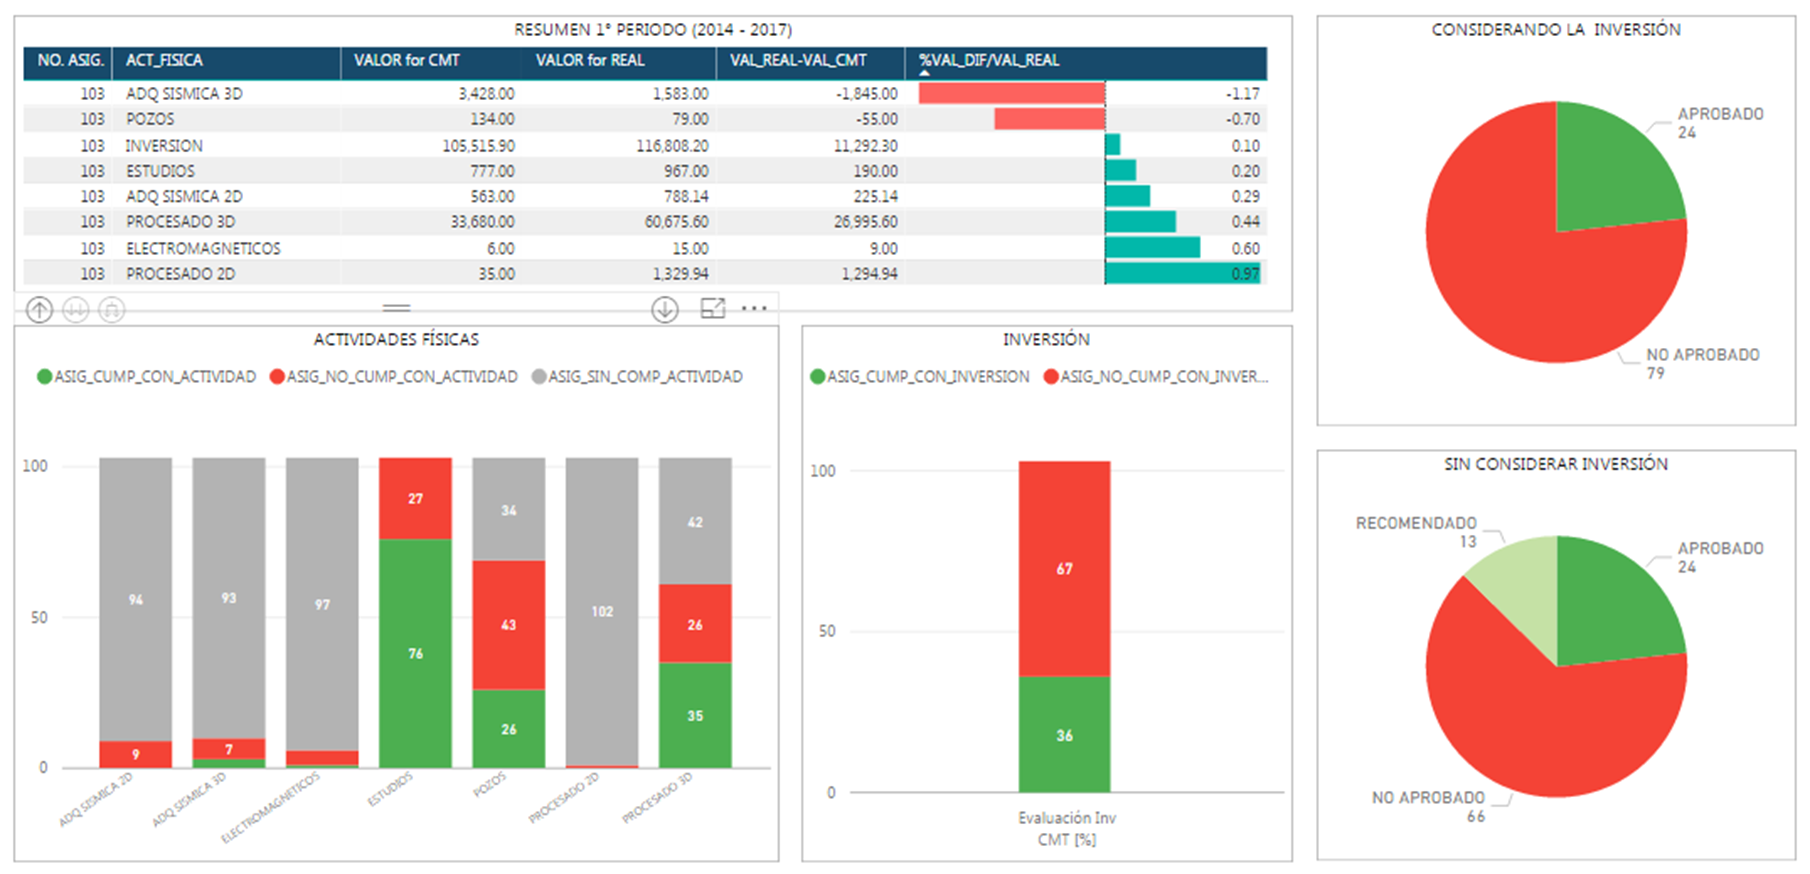 RESUMEN 1° PERIODO (2014 - 2017)
NO. ASIG. ACT_FISICA VALOR for CMT VALOR for REAL VAL_REAL-VAL_CMT %VAL_DIF/VAL_REAL
103 ADQ SISMICA 3D 3,428.00 1,583.00 -1,845.00 -1.17
103 POZOS 134.00 79.00 -55.00 -0.70
103 INVERSION 105,515.90 116,808.20 11,292.30 0.10
103 ESTUDIOS 777.00 967.00 190.00 0.20
103 ADQ SISMICA 2D 563.00 788.14 225.14 0.29
103 PROCESADO 3D 33,680.00 60,675.60 26,995.60 0.44
103 ELECTROMAGNETICOS 6.00 15.00 9.00 0.60
103 PROCESADO 2D 35.00 1,329.94 1,294.94 0.97
CONSIDERANDO LA INVERSIÓN
APROBADO
24
NO APROBADO
79
ACTIVIDADES FÍSICAS
ASIG_CUMP_CON_ACTIVIDAD ASIG_NO_CUMP_CON_ACTIVIDAD ASIG_SIN_COMP_ACTIVIDAD
100
50
0
94
9
93
7
97
27
76
34
43
26
102
42
26
35
ADQ SISMICA 2D
ADQ SISMICA 3D
ELECTROMAGNETICOS
ESTUDIOS
POZOS
PROCESADO 2D
PROCESADO 3D
INVERSIÓN
ASIG_CUMP_CON_INVERSION ASIG_NO_CUMP_CON_INVER...
100
50
0
67
36
Evaluación Inv
CMT [%]
SIN CONSIDERAR INVERSIÓN
RECOMENDADO
13
APROBADO
24
NO APROBADO
66